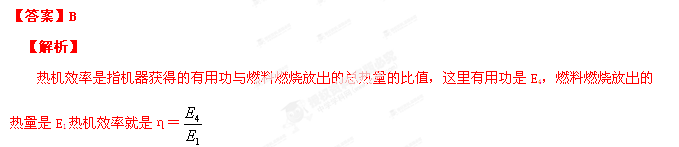 【答案】B
【解析】
热机效率是指机器获得的有用功与燃料燃烧放出的总热量的比值，这里有用功是 E₄，燃料燃烧放出的
热量是 E₁热机效率就是 η＝E₄/E₁